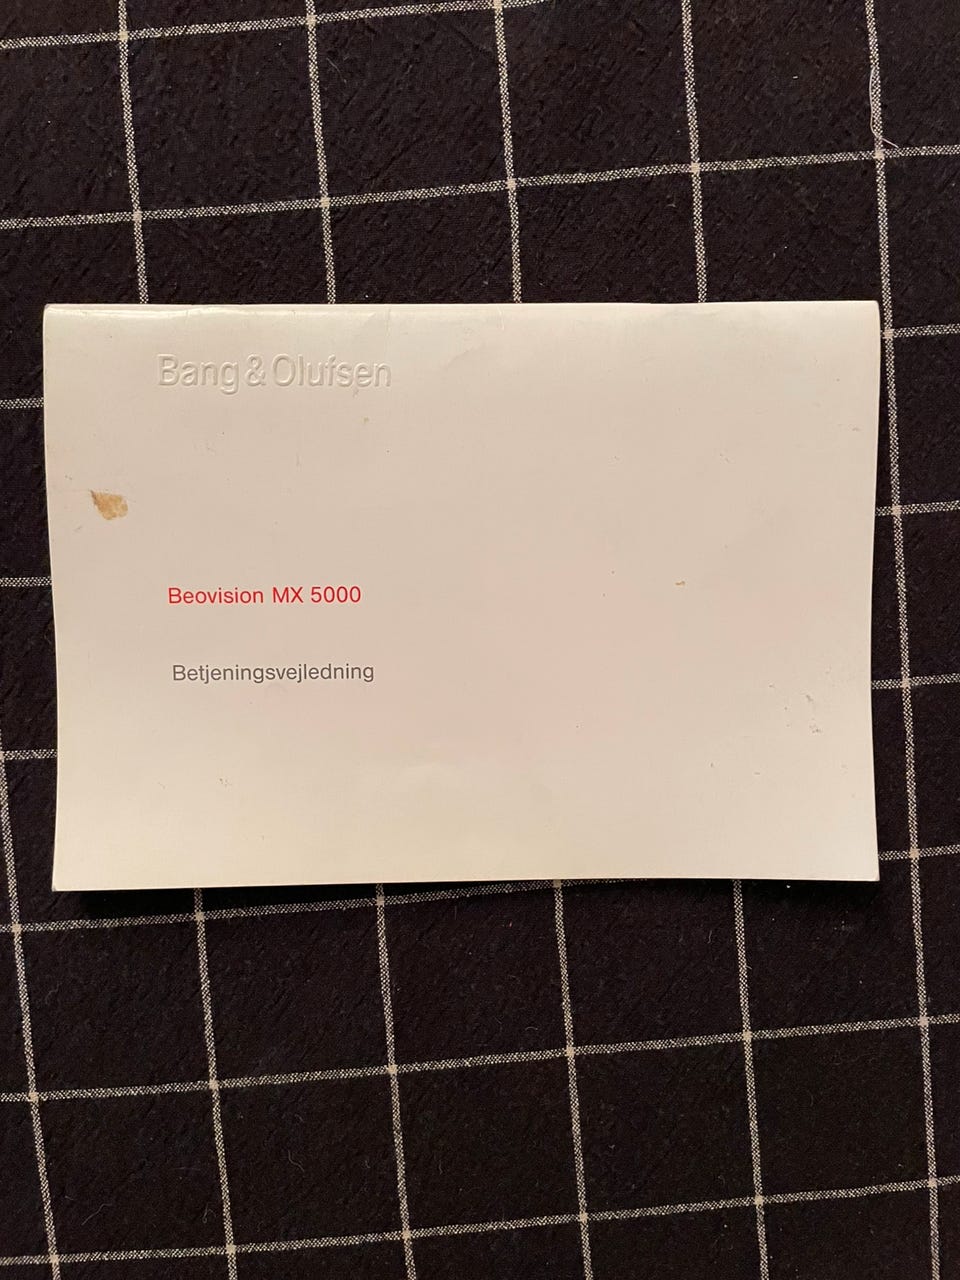 Bang & Olufsen
Beovision MX 5000
Betjeningsvejledning